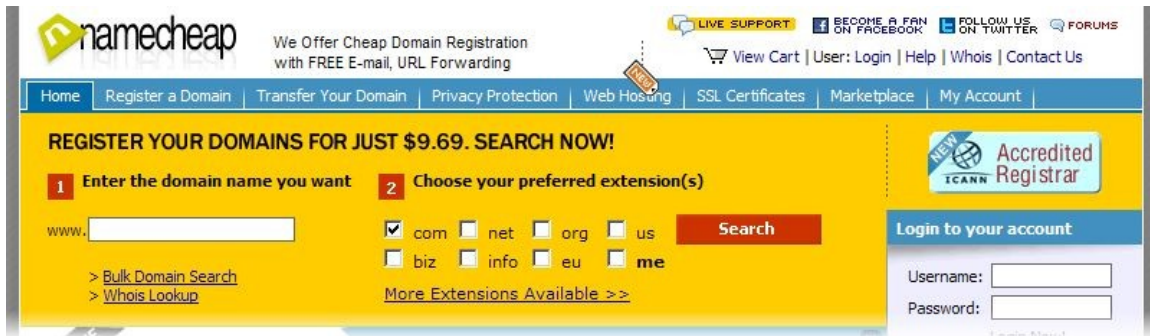 namecheap
We Offer Cheap Domain Registration
with FREE E-mail, URL Forwarding
LIVE SUPPORT
BECOME A FAN
ON FACEBOOK
FOLLOW US
ON TWITTER
FORUMS
View Cart | User: Login | Help | Whois | Contact Us
NEW
Home | Register a Domain | Transfer Your Domain | Privacy Protection | Web Hosting | SSL Certificates | Marketplace | My Account |
REGISTER YOUR DOMAINS FOR JUST $9.69. SEARCH NOW!
1 Enter the domain name you want
2 Choose your preferred extension(s)
www.
com net org us
biz info eu me
Search
> Bulk Domain Search
> Whois Lookup
More Extensions Available >>
NEW
ICANN
Accredited
Registrar
Login to your account
Username:
Password:
Login Now!